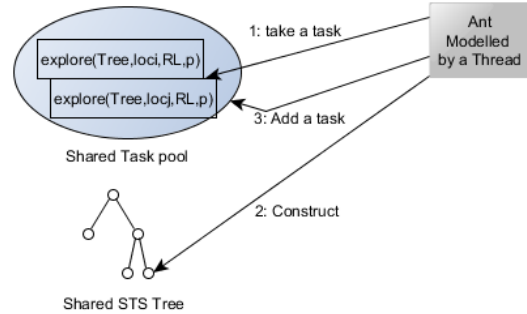 1: take a task
Ant
Modelled
by a Thread
explore(Tree,loci,RL,p)
explore(Tree,locj,RL,p)
3: Add a task
Shared Task pool
2: Construct
Shared STS Tree